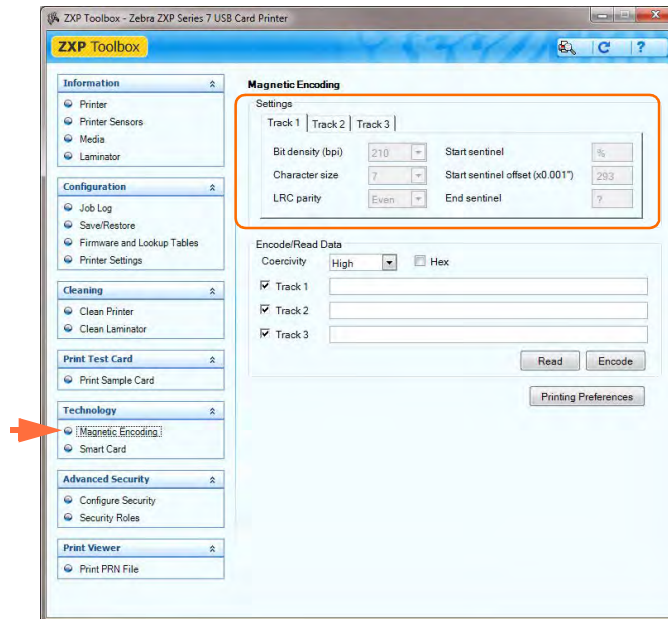 ZXP Toolbox - Zebra ZXP Series 7 USB Card Printer
ZXP Toolbox
?
Information
Printer
Printer Sensors
Media
Laminator
Configuration
Job Log
Save/Restore
Firmware and Lookup Tables
Printer Settings
Cleaning
Clean Printer
Clean Laminator
Print Test Card
Print Sample Card
Technology
Magnetic Encoding
Smart Card
Advanced Security
Configure Security
Security Roles
Print Viewer
Print PRN File
Magnetic Encoding
Settings
Track 1 Track 2 Track 3
Bit density (bpi) 210 Start sentinel %
Character size 7 Start sentinel offset (x0.001") 293
LRC parity Even End sentinel ?
Encode/Read Data
Coercivity High Hex
Track 1
Track 2
Track 3
Read Encode
Printing Preferences